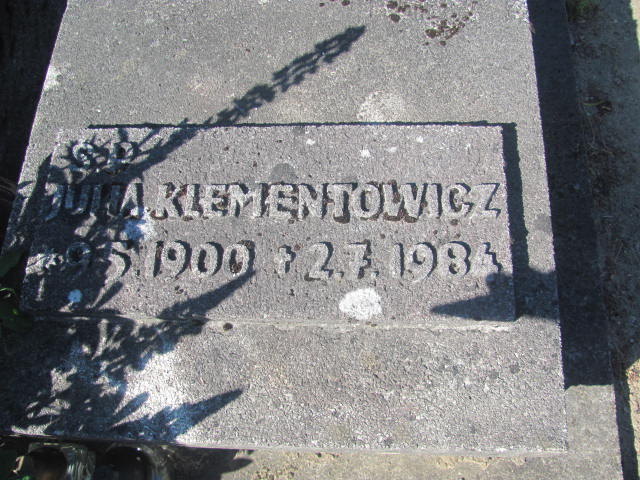 Ś.P.
JULIA KLEMENTOWICZ
* 9.5.1900 † 2.7.1984